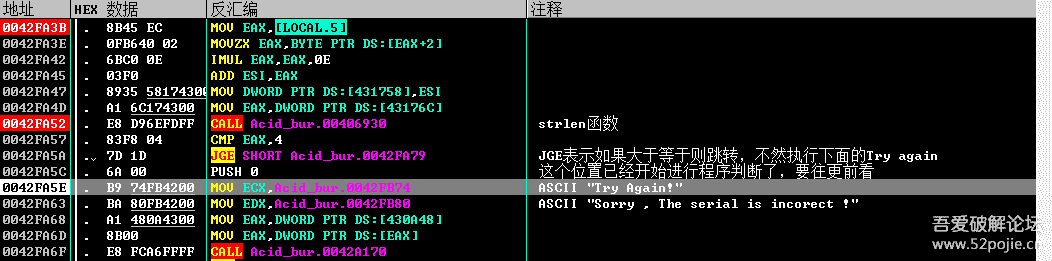 地址 HEX 数据 反汇编 注释
0042FA3B . 8B45 EC MOV EAX,[LOCAL.5]
0042FA3E . 0FB640 02 MOVZX EAX,BYTE PTR DS:[EAX+2]
0042FA42 . 6BC0 0E IMUL EAX,EAX,0E
0042FA45 . 03F0 ADD ESI,EAX
0042FA47 . 8935 58174300 MOV DWORD PTR DS:[431758],ESI
0042FA4D . A1 6C174300 MOV EAX,DWORD PTR DS:[43176C]
0042FA52 . E8 D96EFDFF CALL Acid_bur.00406930 strlen函数
0042FA57 . 83F8 04 CMP EAX,4
0042FA5A . 7D 1D JGE SHORT Acid_bur.0042FA79 JGE表示如果大于等于则跳转，不然执行下面的Try again
0042FA5C . 6A 00 PUSH 0 这个位置已经开始进行程序判断了，要往更前看
0042FA5E . B9 74FB4200 MOV ECX,Acid_bur.0042FB74 ASCII "Try Again!"
0042FA63 . BA 80FB4200 MOV EDX,Acid_bur.0042FB80 ASCII "Sorry , The serial is incorect !"
0042FA68 . A1 480A4300 MOV EAX,DWORD PTR DS:[430A48]
0042FA6D . 8B00 MOV EAX,DWORD PTR DS:[EAX]
0042FA6F . E8 FCA6FFFF CALL Acid_bur.0042A170
吾爱破解论坛
www.52pojie.cn